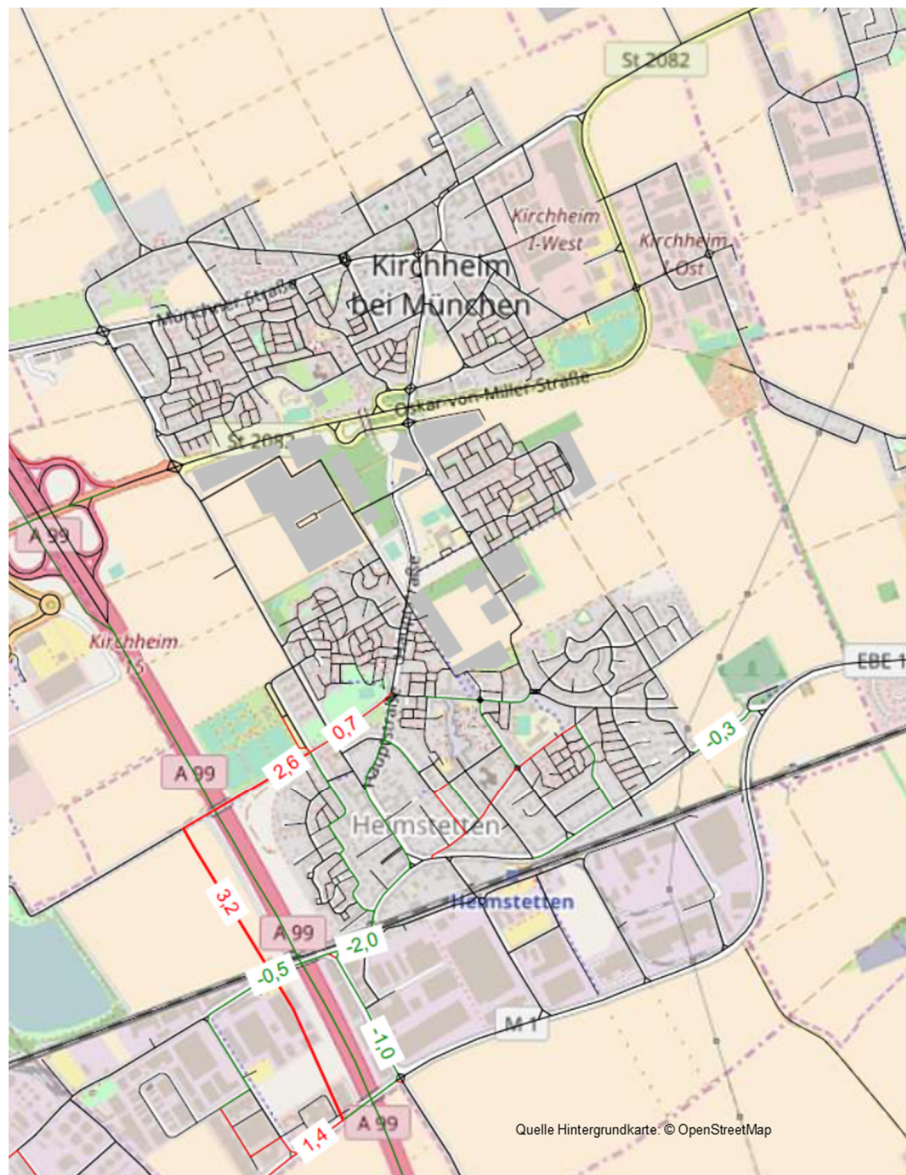 St 2082
Kirchheim
I-West
Kirchheim
I-Ost
Kirchheim
bei München
Münchner Straße
Oskar-von-Miller-Straße
St 2082
A 99
Hauptstraße
Kirchheim
EBE 1
-0,3
0,7
2,6
Hauptstraße
A 99
Heimstetten
3,2
Heimstetten
A 99
-2,0
-0,5
M 1
-1,0
A 99
1,4
Quelle Hintergrundkarte: © OpenStreetMap